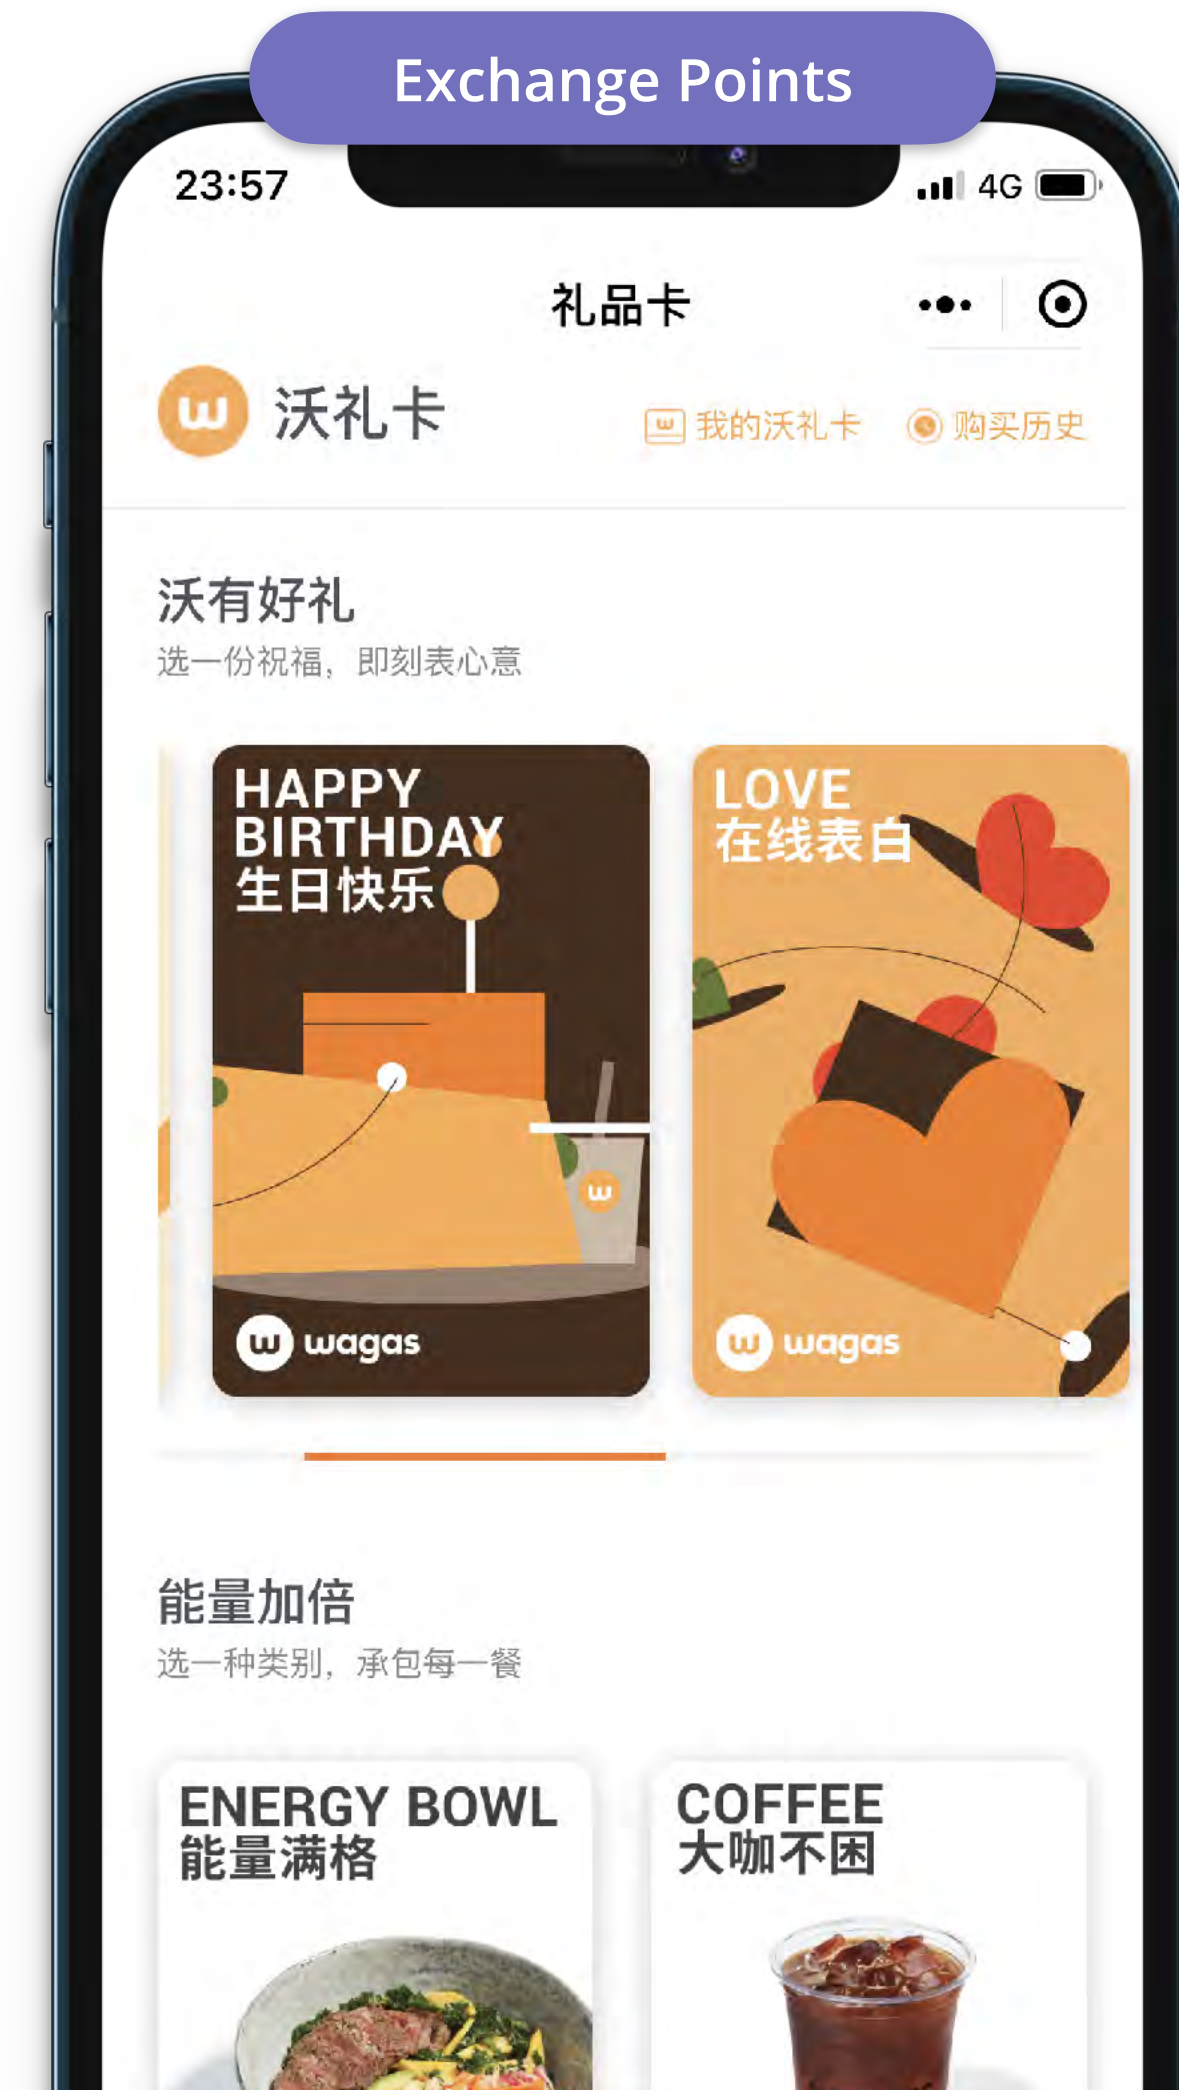 Exchange Points
23:57
4G
礼品卡
w 沃礼卡
w 我的沃礼卡 购买历史
沃有好礼
选一份祝福，即刻表心意
HAPPY
BIRTHDAY
生日快乐
w
w wagas
LOVE
在线表白
w wagas
能量加倍
选一种类别，承包每一餐
ENERGY BOWL
能量满格
COFFEE
大咖不困